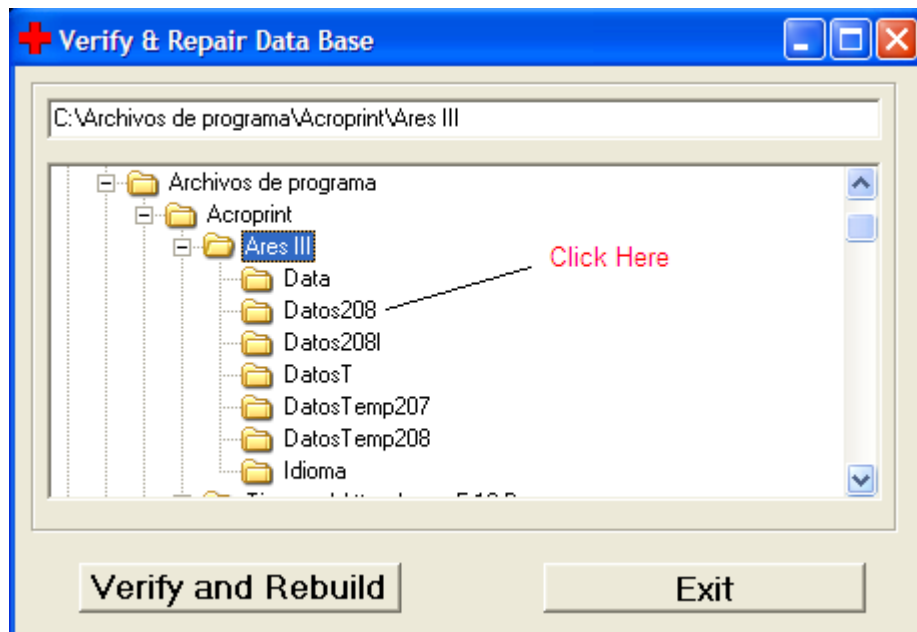 Verify & Repair Data Base
C:\Archivos de programa\Acroprint\Ares III
Archivos de programa
Acroprint
Ares III
Click Here
Data
Datos208
Datos208I
DatosT
DatosTemp207
DatosTemp208
Idioma
Verify and Rebuild
Exit